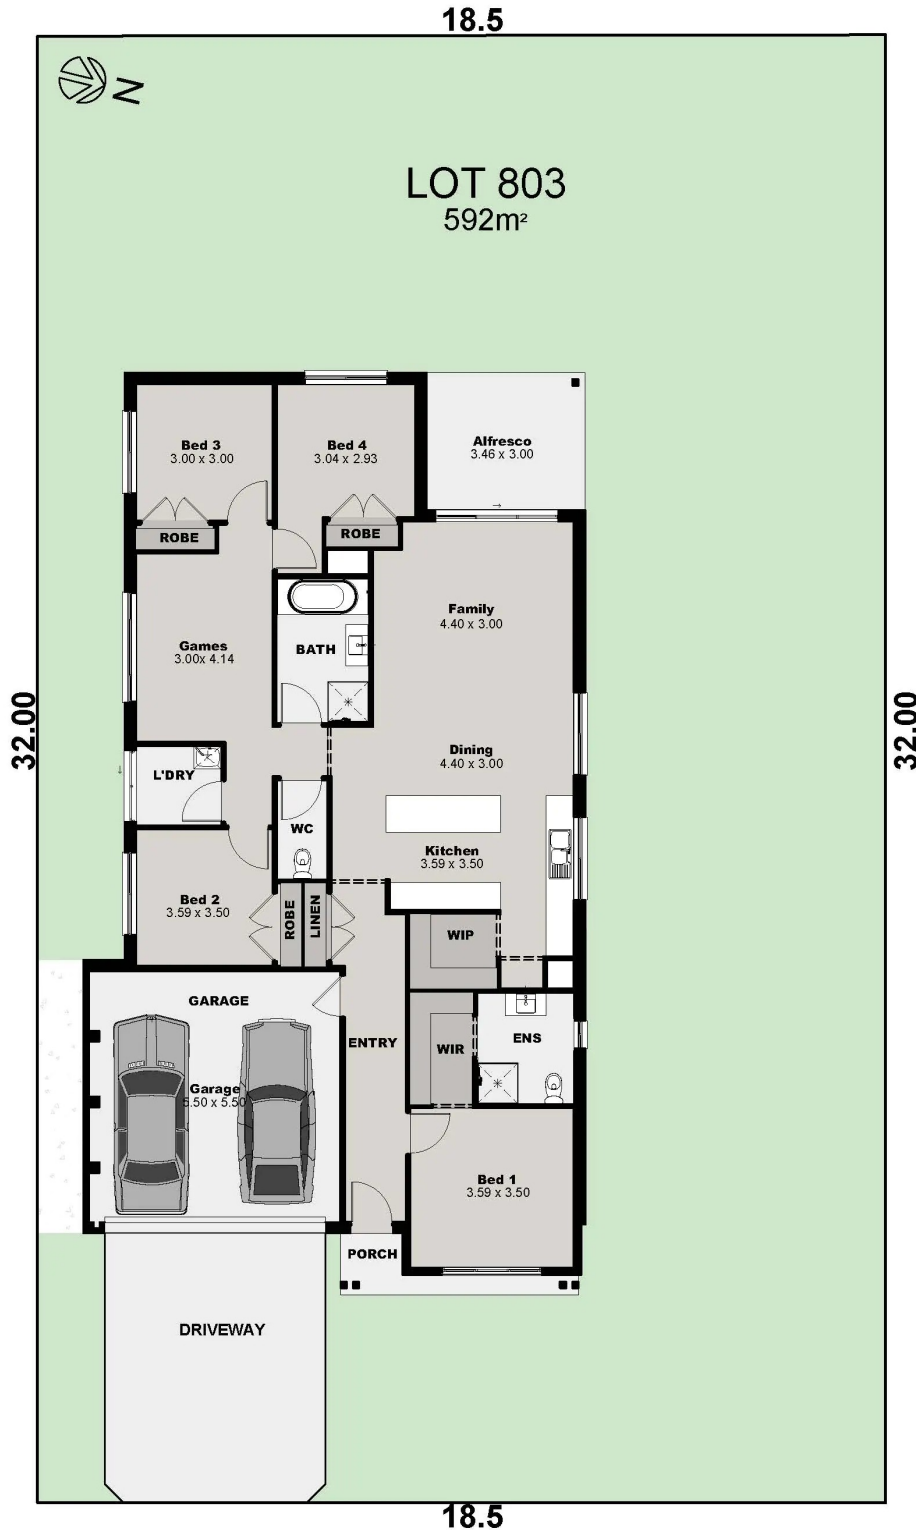 18.5
N
LOT 803
592m²
Bed 3
3.00 x 3.00
Bed 4
3.04 x 2.93
Alfresco
3.46 x 3.00
ROBE
ROBE
Family
4.40 x 3.00
Games
3.00x 4.14
BATH
32.00
32.00
Dining
4.40 x 3.00
L'DRY
WC
Kitchen
3.59 x 3.50
Bed 2
3.59 x 3.50
ROBE
LINEN
WIP
GARAGE
ENTRY
WIR
ENS
Garage
5.50 x 5.50
Bed 1
3.59 x 3.50
PORCH
DRIVEWAY
18.5